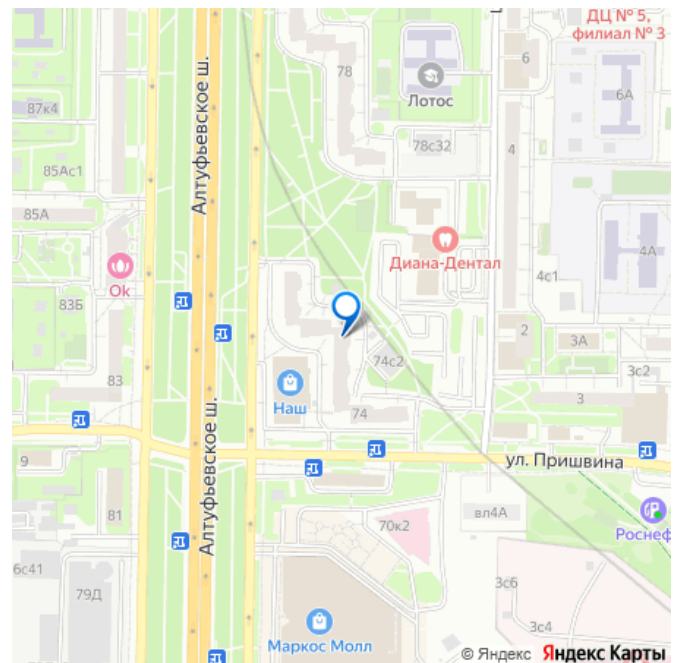 ДЦ № 5,
филиал № 3
78
6
6А
Лотос
87к4
Алтуфьевское ш.
78с32
4
85Ас1
85А
Диана-Дентал
4А
4с1
Ок
83Б
2
3А
74с2
3с2
83
Наш
74
3
9
ул. Пришвина
81
Алтуфьевское ш.
70к2
вл4А
Роснеф
6с41
79Д
3с6
3с4
Маркос Молл
© Яндекс Яндекс Карты